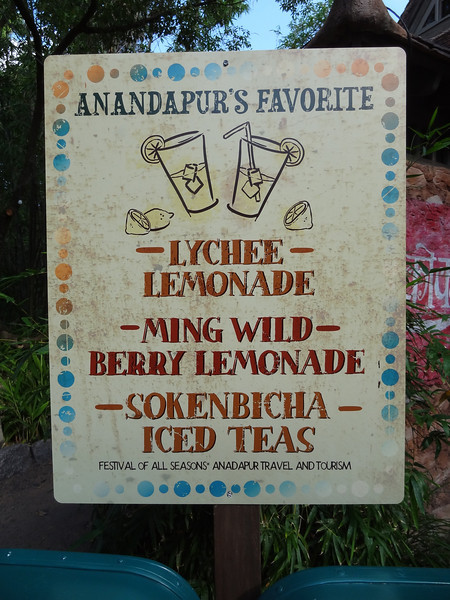 ANANDAPUR'S FAVORITE
LYCHEE
LEMONADE
MING WILD
BERRY LEMONADE
SOKENBICHA
ICED TEAS
FESTIVAL OF ALL SEASONS® ANADAPUR TRAVEL AND TOURISM